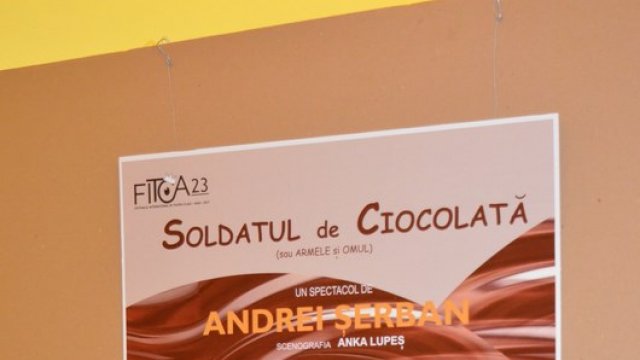 FITCA23
SOLDATUL de CIOCOLATĂ
(sau ARMELE și OMUL)
UN SPECTACOL DE
ANDREI ȘERBAN
SCENOGRAFIA ANKA LUPEȘ